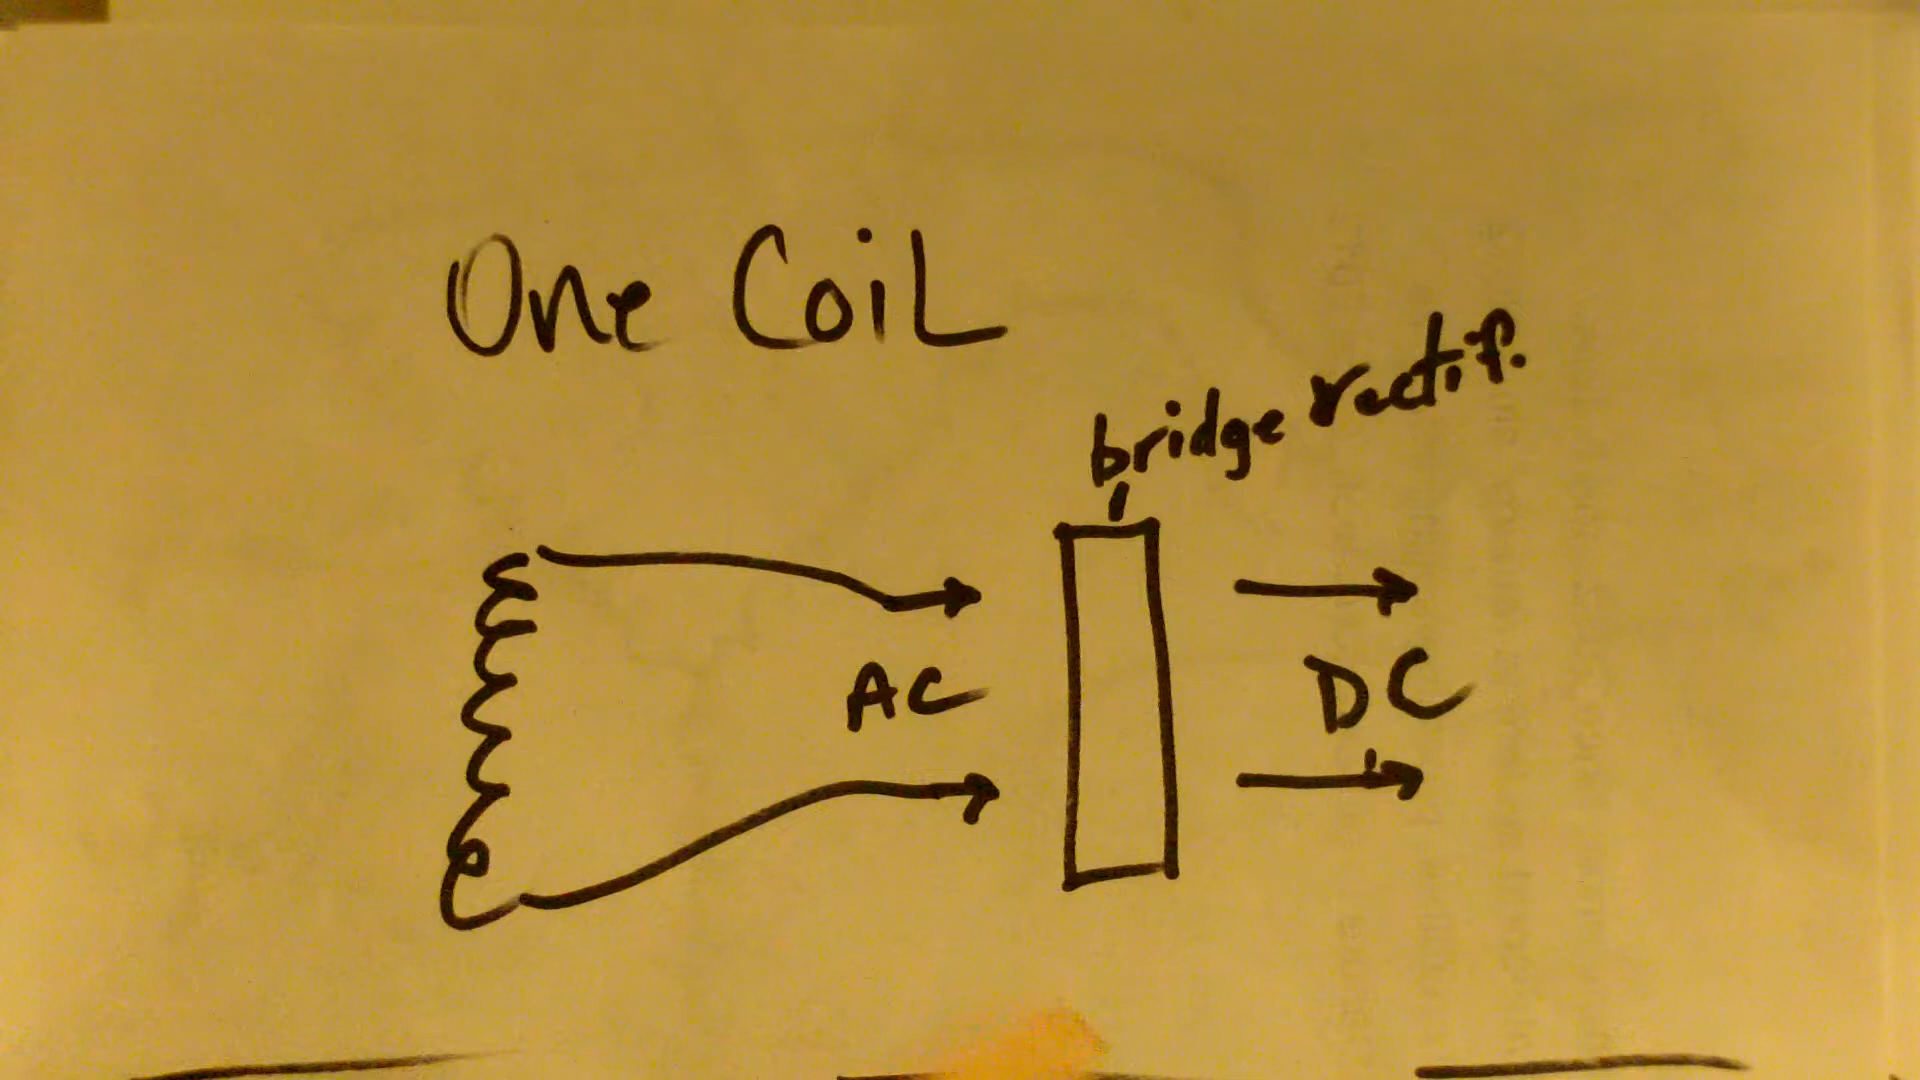 One CoiL
bridge rectif.
AC
DC